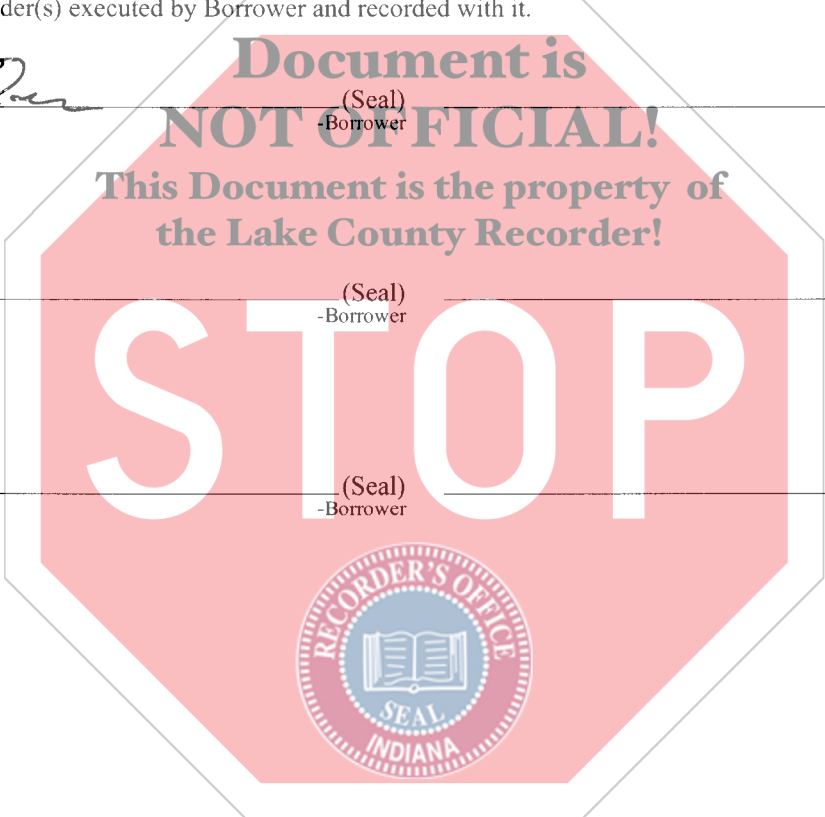 der(s) executed by Borrower and recorded with it.
Document is
(Seal)
-Borrower
NOT OFFICIAL!
This Document is the property of
the Lake County Recorder!
(Seal)
-Borrower
STOP
(Seal)
-Borrower
RECORDER'S OFFICE
SEAL
INDIANA